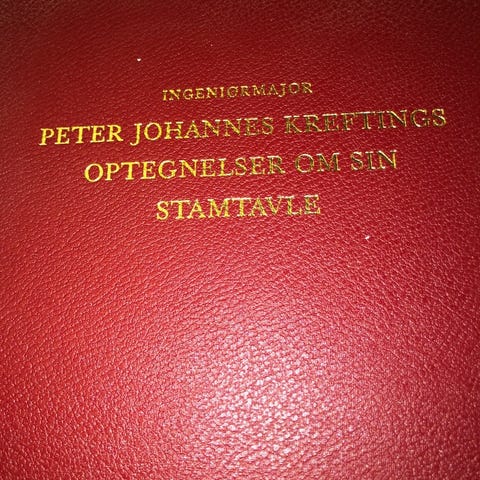 INGENIØRMAJOR
PETER JOHANNES KREFTINGS
OPTEGNELSER OM SIN
STAMTAVLE